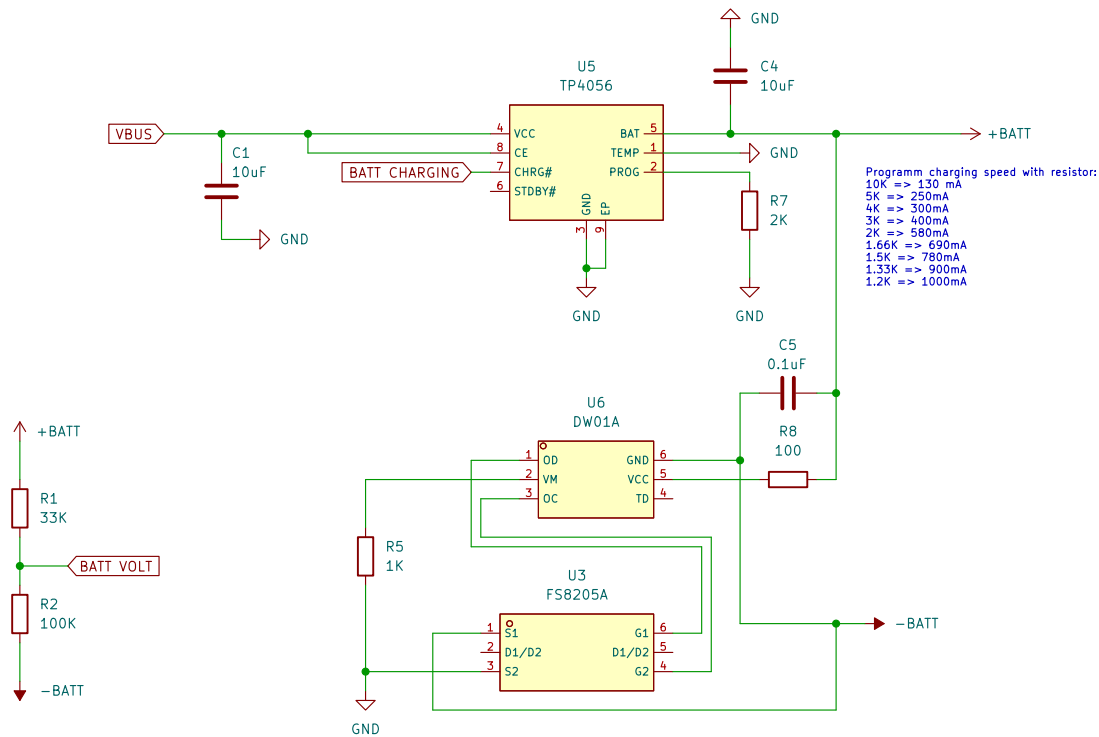 GND
U5
TP4056
C4
10uF
VBUS
4
VCC
BAT
5
+BATT
C1
10uF
8
CE
TEMP
1
GND
BATT CHARGING
7
CHRG#
PROG
2
6
STDBY#
GND
EP
3
9
R7
2K
GND
GND
GND
Programm charging speed with resistor:
10K => 130 mA
5K => 250mA
4K => 300mA
3K => 400mA
2K => 580mA
1.66K => 690mA
1.5K => 780mA
1.33K => 900mA
1.2K => 1000mA
C5
0.1uF
U6
DW01A
R8
100
1
OD
GND
6
2
VM
VCC
5
3
OC
TD
4
+BATT
R1
33K
BATT VOLT
R2
100K
-BATT
R5
1K
U3
FS8205A
1
S1
G1
6
2
D1/D2
D1/D2
5
3
S2
G2
4
-BATT
GND